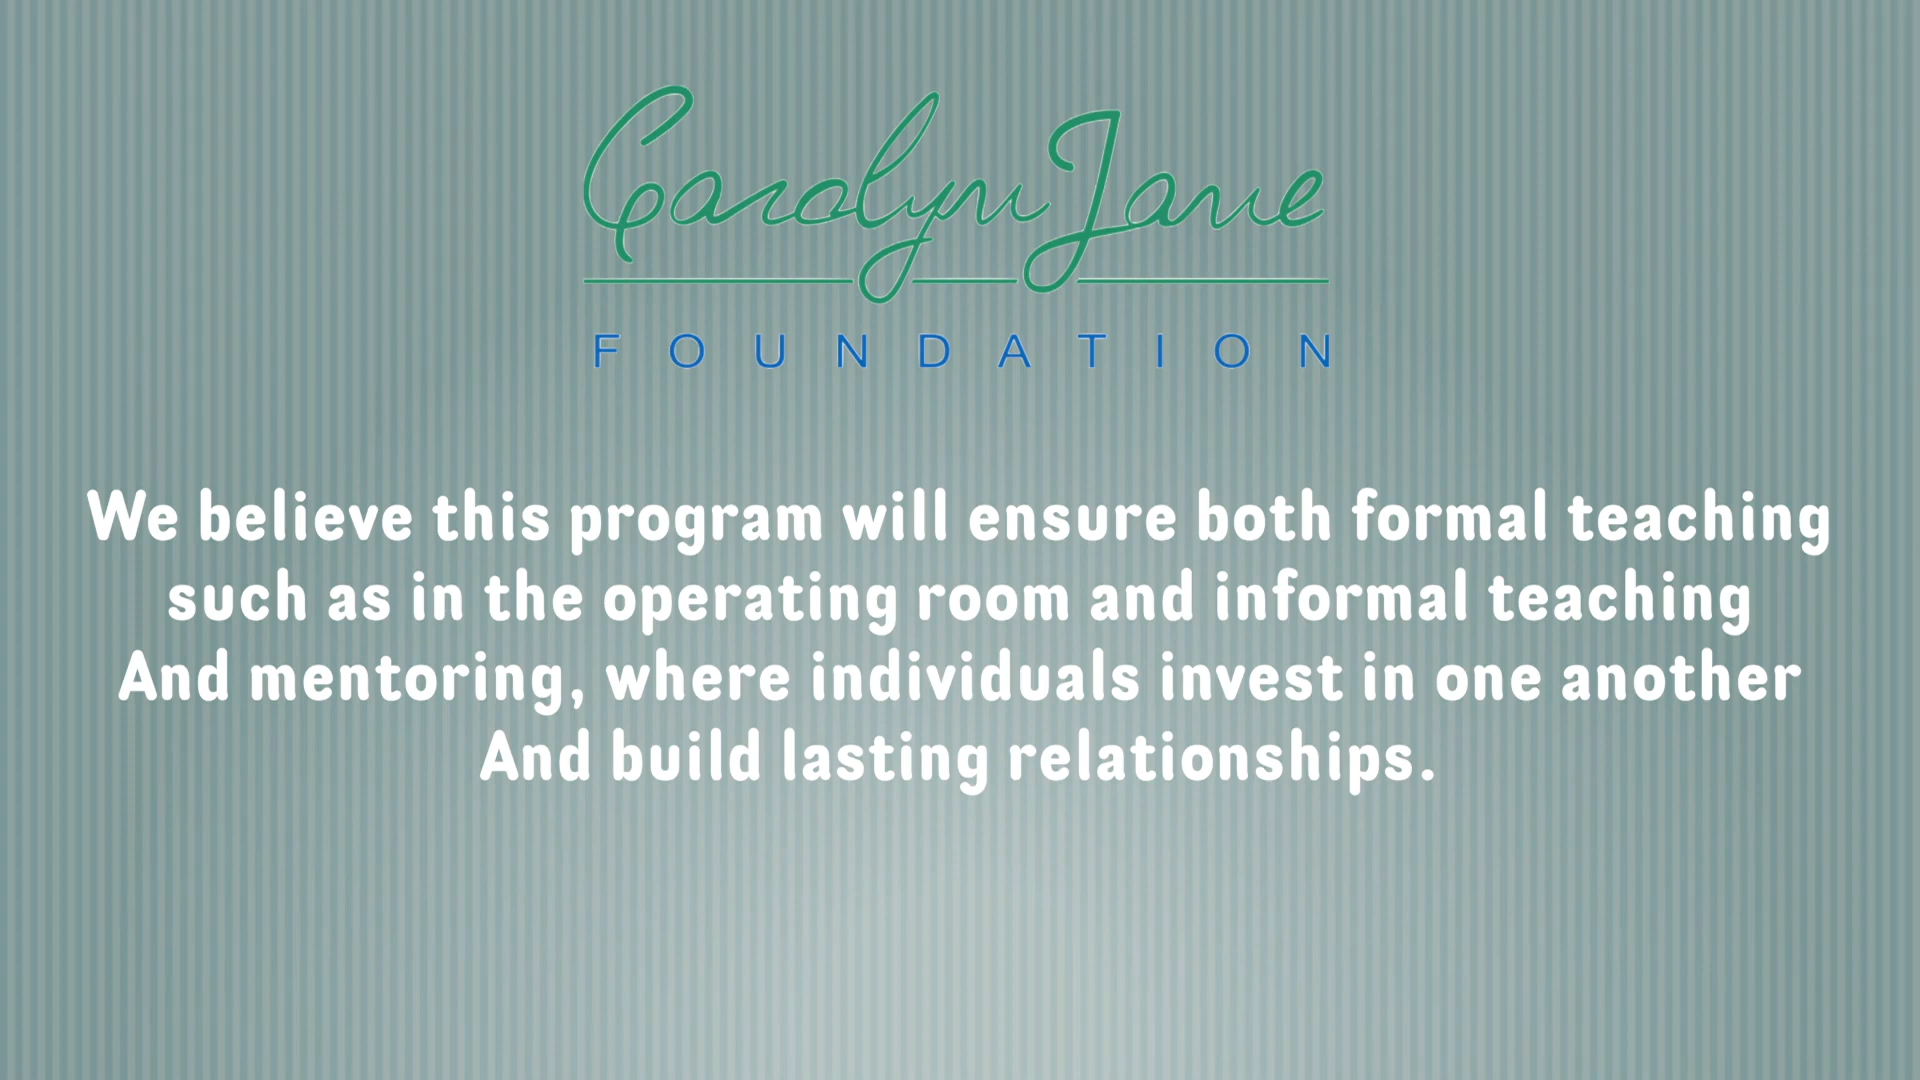 Carolyn Jane
FOUNDATION
We believe this program will ensure both formal teaching
such as in the operating room and informal teaching
And mentoring, where individuals invest in one another
And build lasting relationships.